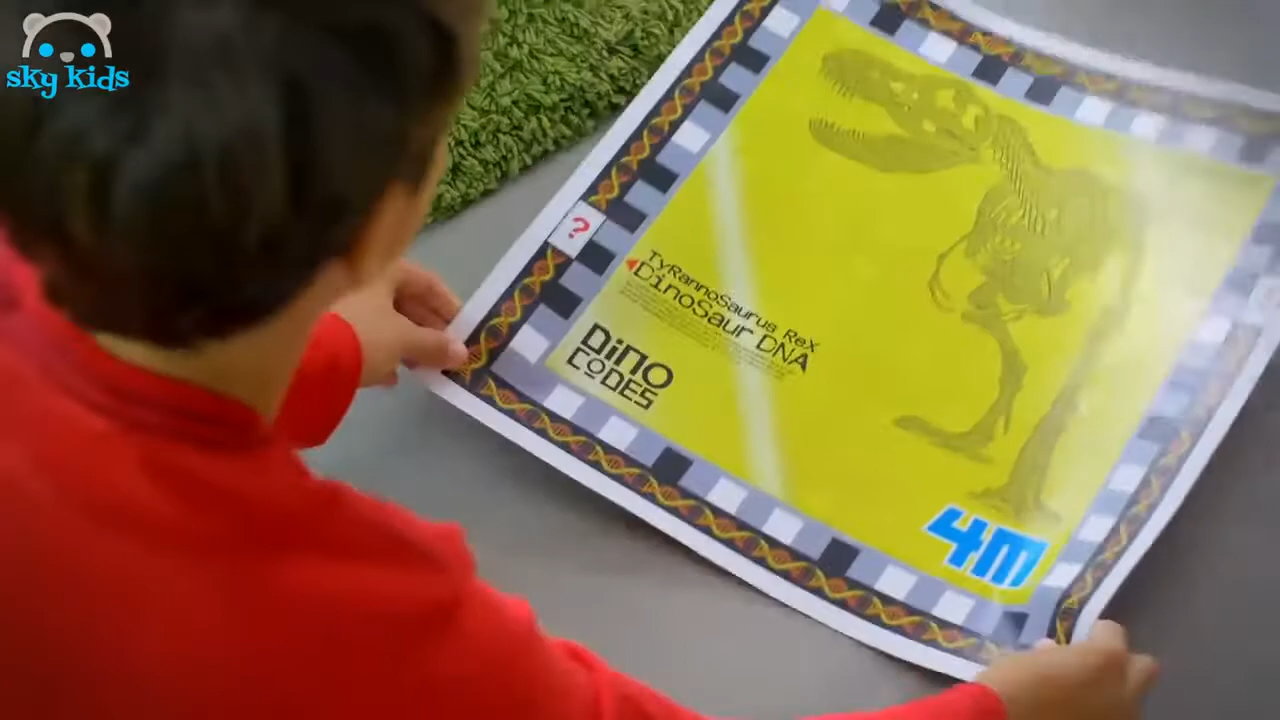 sky kids
?
TyRannoSaurus ReX
DinoSaur DNA
Dino
CODES
4M